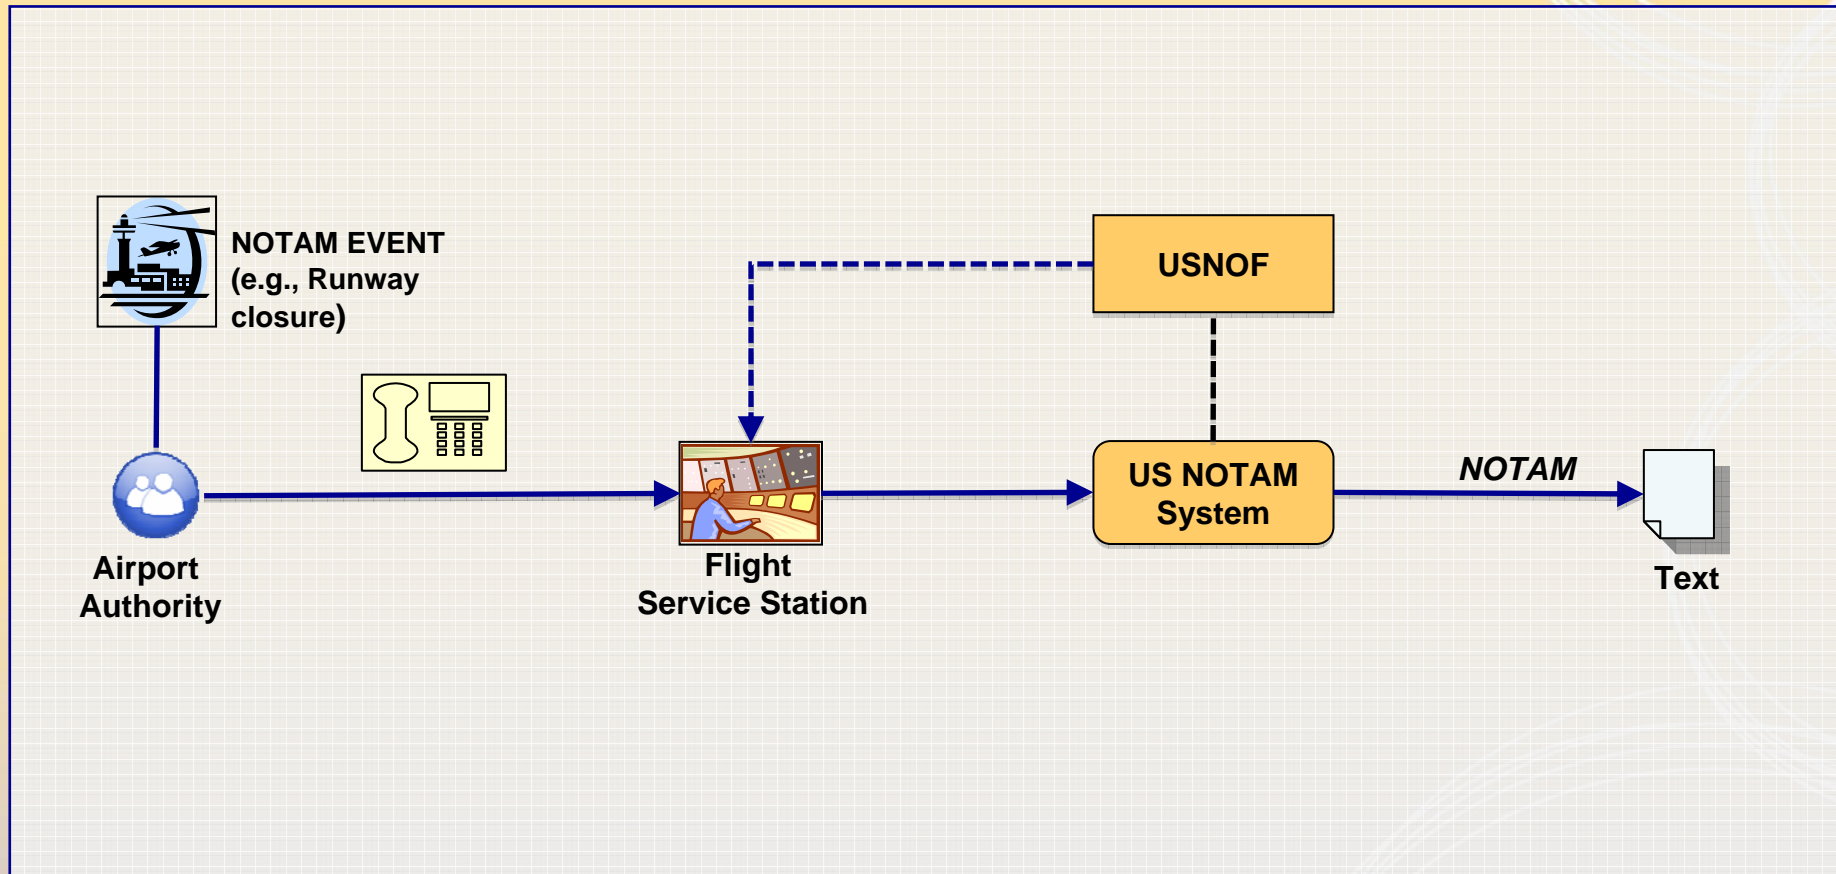 NOTAM EVENT
(e.g., Runway
closure)
USNOF
US NOTAM
System
NOTAM
Airport
Authority
Flight
Service Station
Text